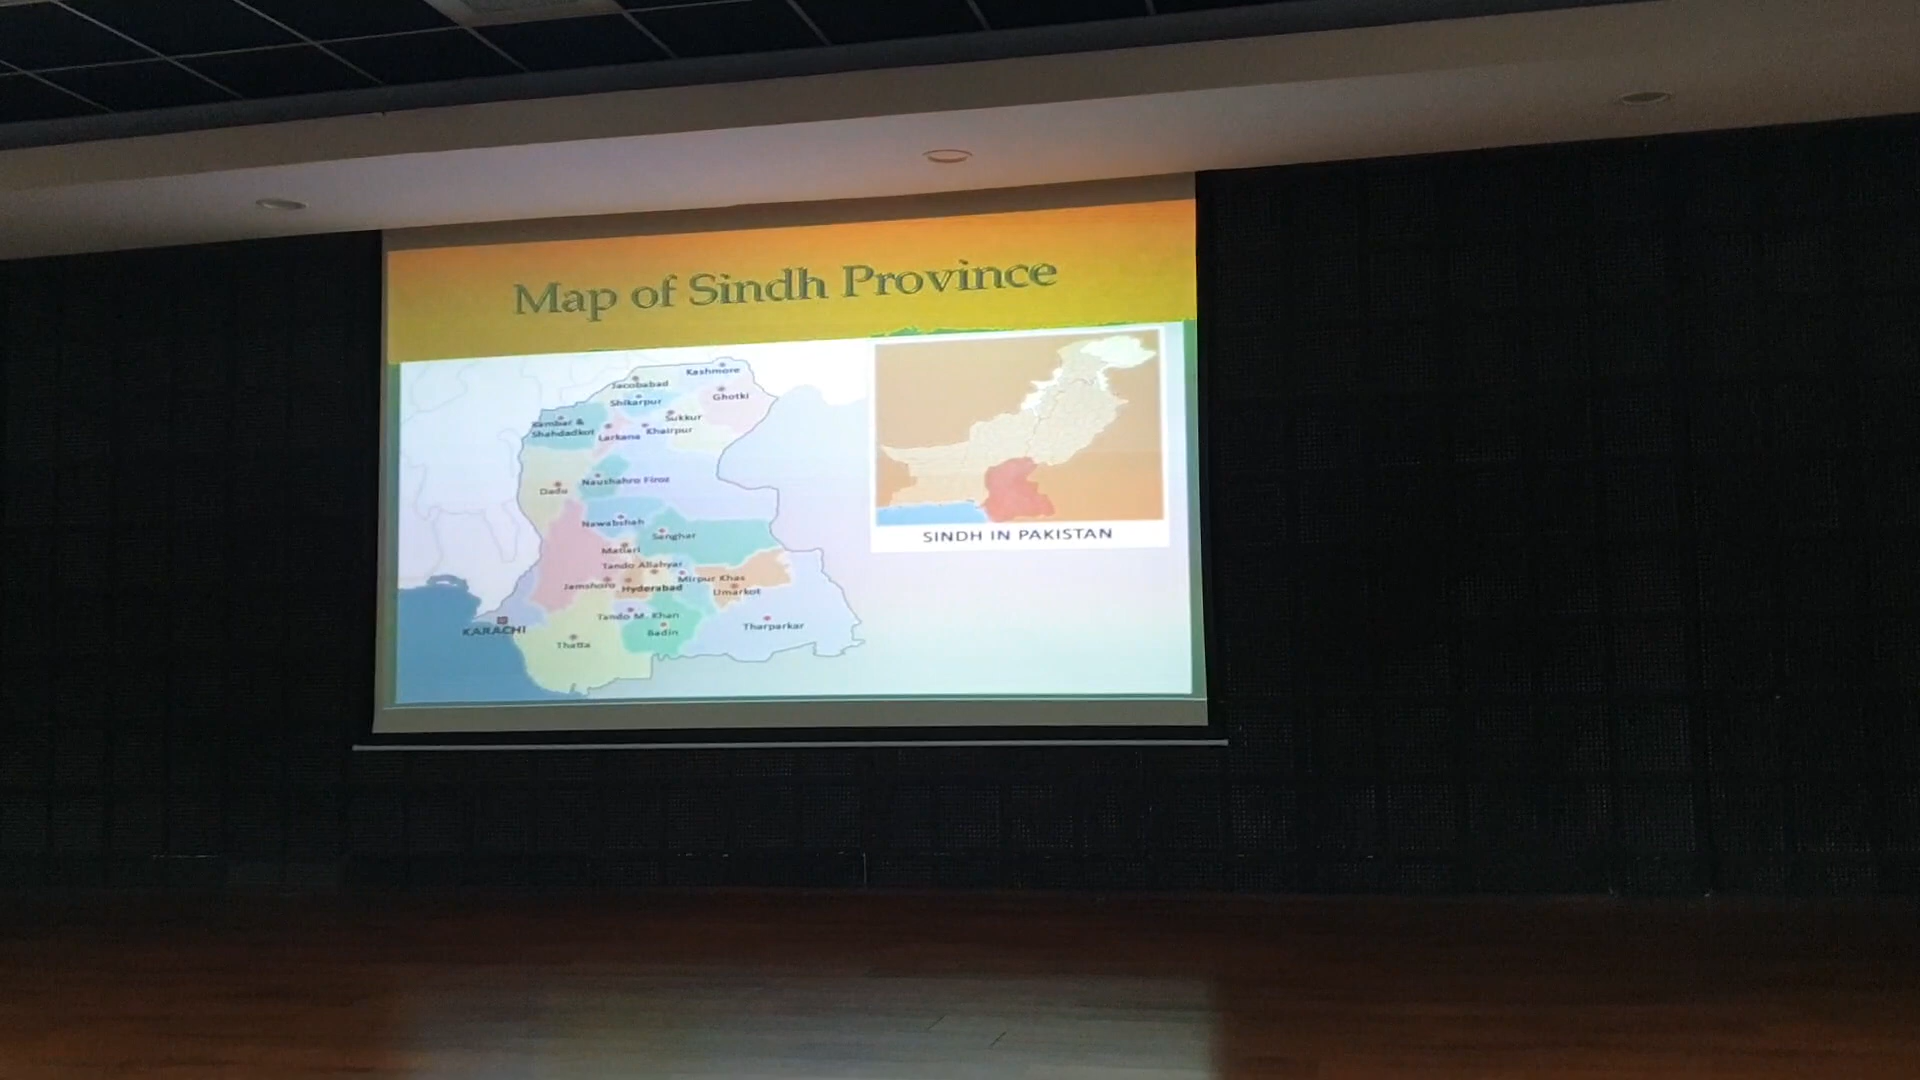 Map of Sindh Province
Kashmore
Jacobabad
Ghotki
Shikarpur
Sukkur
Kambar &
Shahdadkot
Larkana
Khairpur
Naushahro Firoz
Dadu
Nawabshah
Sanghar
Matiari
Tando Allahyar
Mirpur Khas
Jamshoro
Hyderabad
Umarkot
Tando M. Khan
Tharparkar
KARACHI
Badin
Thatta
SINDH IN PAKISTAN